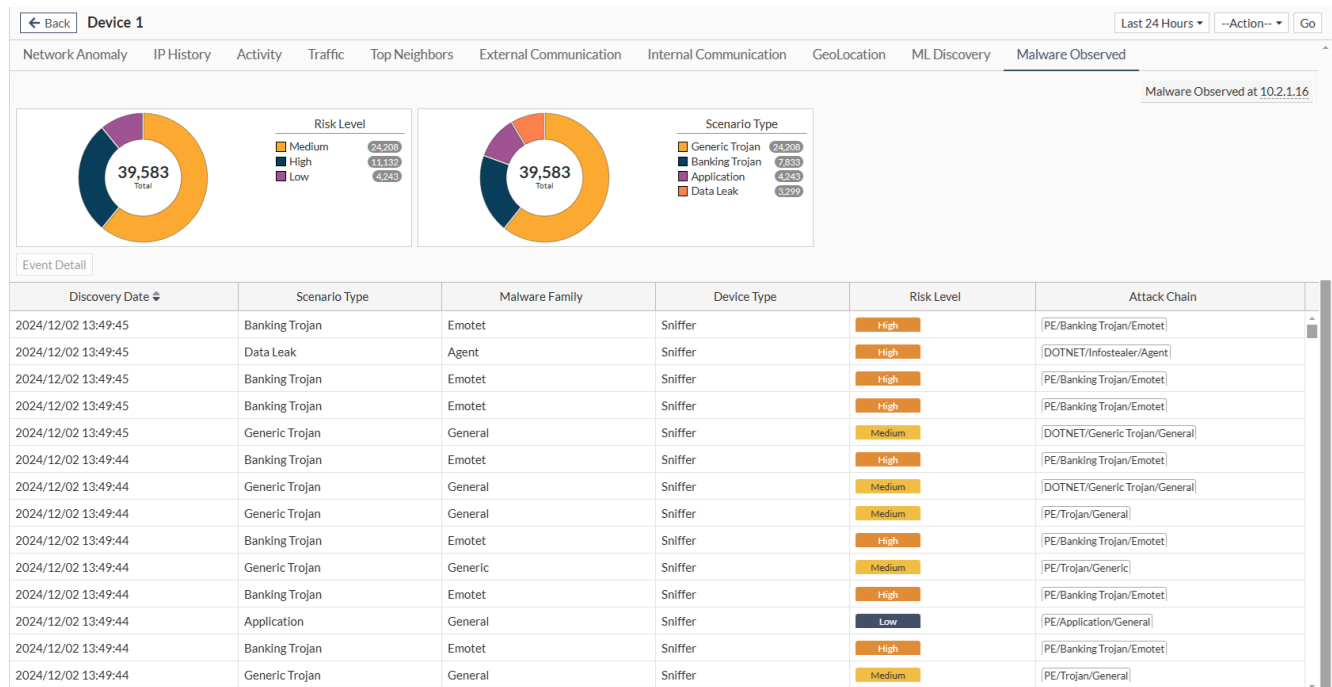 ← Back Device 1 Last 24 Hours --Action-- Go
Network Anomaly IP History Activity Traffic Top Neighbors External Communication Internal Communication GeoLocation ML Discovery Malware Observed
Malware Observed at 10.2.1.16
39,583
Total
Risk Level
Medium 24,208
High 11,132
Low 4,243
39,583
Total
Scenario Type
Generic Trojan 24,208
Banking Trojan 7,833
Application 4,243
Data Leak 3,299
Event Detail
Discovery Date Scenario Type Malware Family Device Type Risk Level Attack Chain
2024/12/02 13:49:45 Banking Trojan Emotet Sniffer High PE/Banking Trojan/Emotet
2024/12/02 13:49:45 Data Leak Agent Sniffer High DOTNET/Infostealer/Agent
2024/12/02 13:49:45 Banking Trojan Emotet Sniffer High PE/Banking Trojan/Emotet
2024/12/02 13:49:45 Banking Trojan Emotet Sniffer High PE/Banking Trojan/Emotet
2024/12/02 13:49:45 Generic Trojan General Sniffer Medium DOTNET/Generic Trojan/General
2024/12/02 13:49:44 Banking Trojan Emotet Sniffer High PE/Banking Trojan/Emotet
2024/12/02 13:49:44 Generic Trojan General Sniffer Medium DOTNET/Generic Trojan/General
2024/12/02 13:49:44 Generic Trojan General Sniffer Medium PE/Trojan/General
2024/12/02 13:49:44 Banking Trojan Emotet Sniffer High PE/Banking Trojan/Emotet
2024/12/02 13:49:44 Generic Trojan Generic Sniffer Medium PE/Trojan/Generic
2024/12/02 13:49:44 Banking Trojan Emotet Sniffer High PE/Banking Trojan/Emotet
2024/12/02 13:49:44 Application General Sniffer Low PE/Application/General
2024/12/02 13:49:44 Banking Trojan Emotet Sniffer High PE/Banking Trojan/Emotet
2024/12/02 13:49:44 Generic Trojan General Sniffer Medium PE/Trojan/General